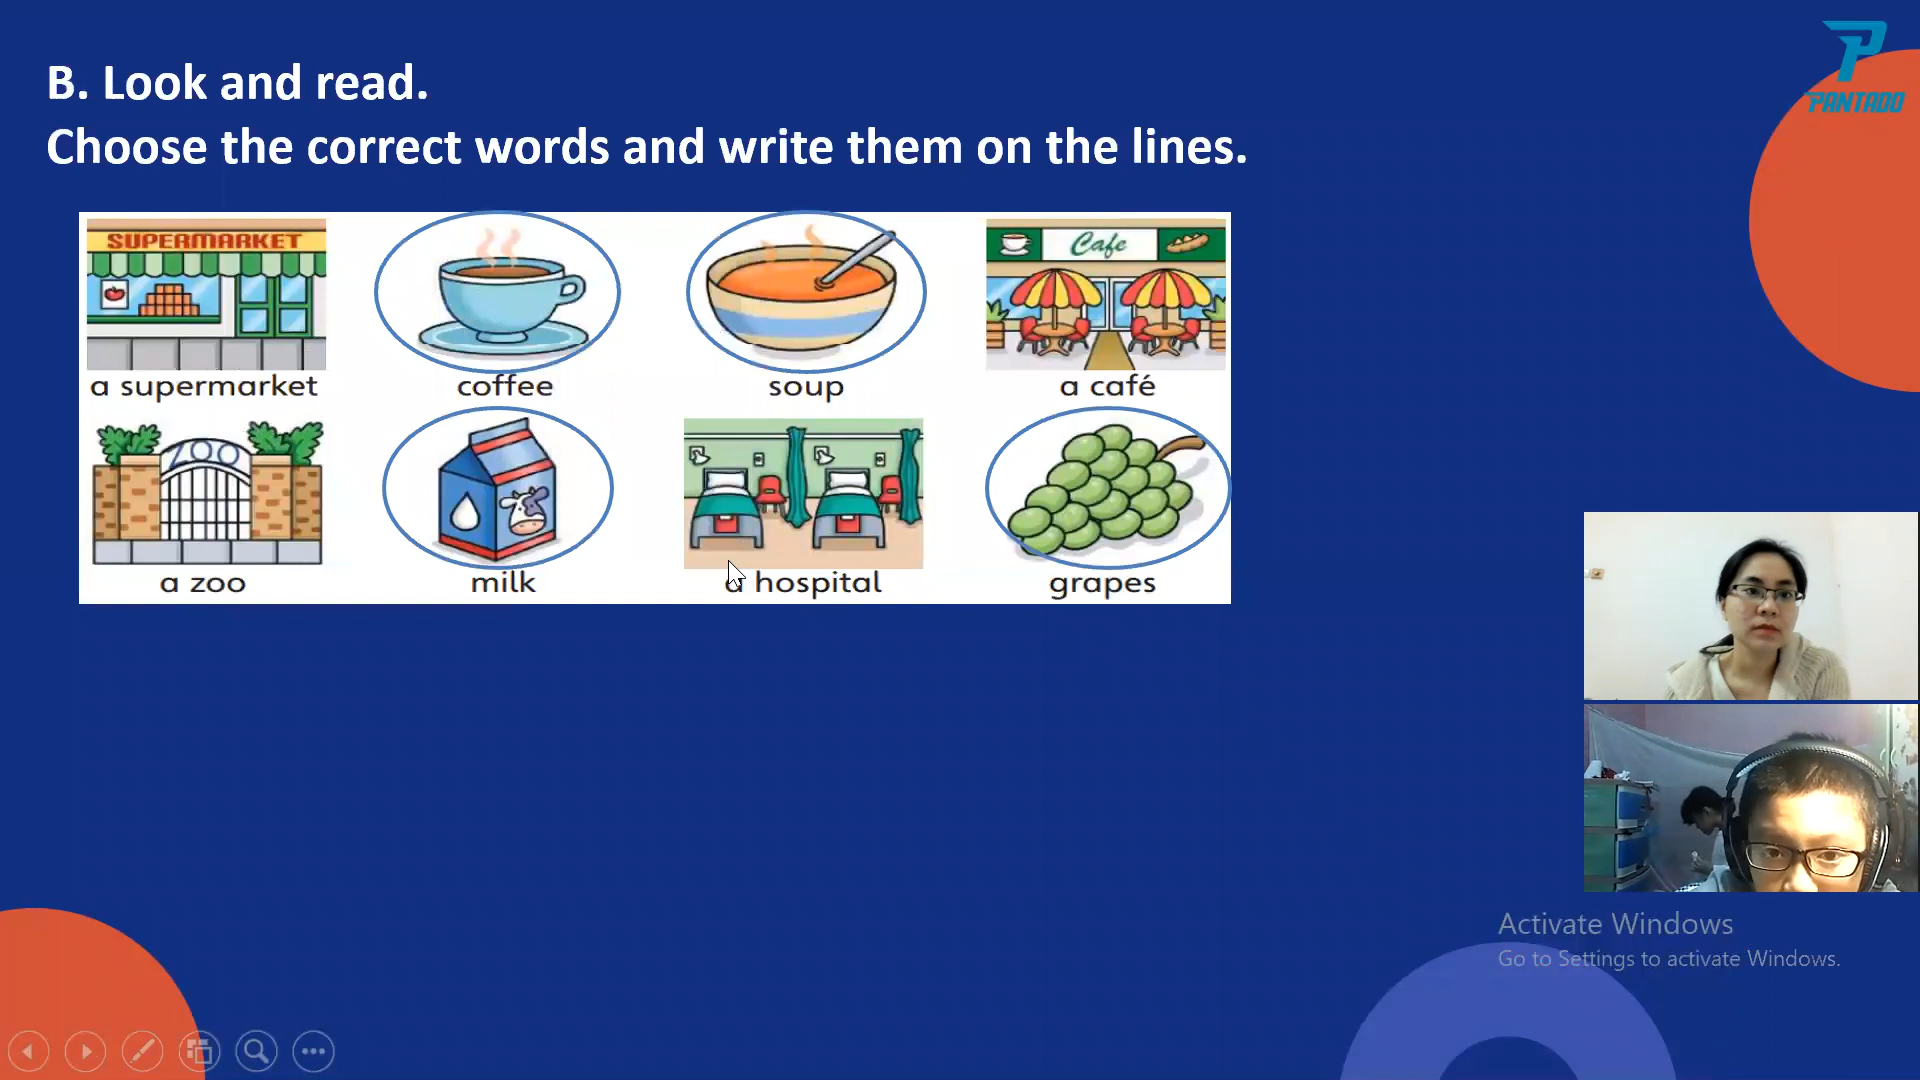 PANTADO
B. Look and read.
Choose the correct words and write them on the lines.
SUPERMARKET
Cafe
a supermarket
coffee
soup
a café
ZOO
a zoo
milk
a hospital
grapes
Activate Windows
Go to Settings to activate Windows.